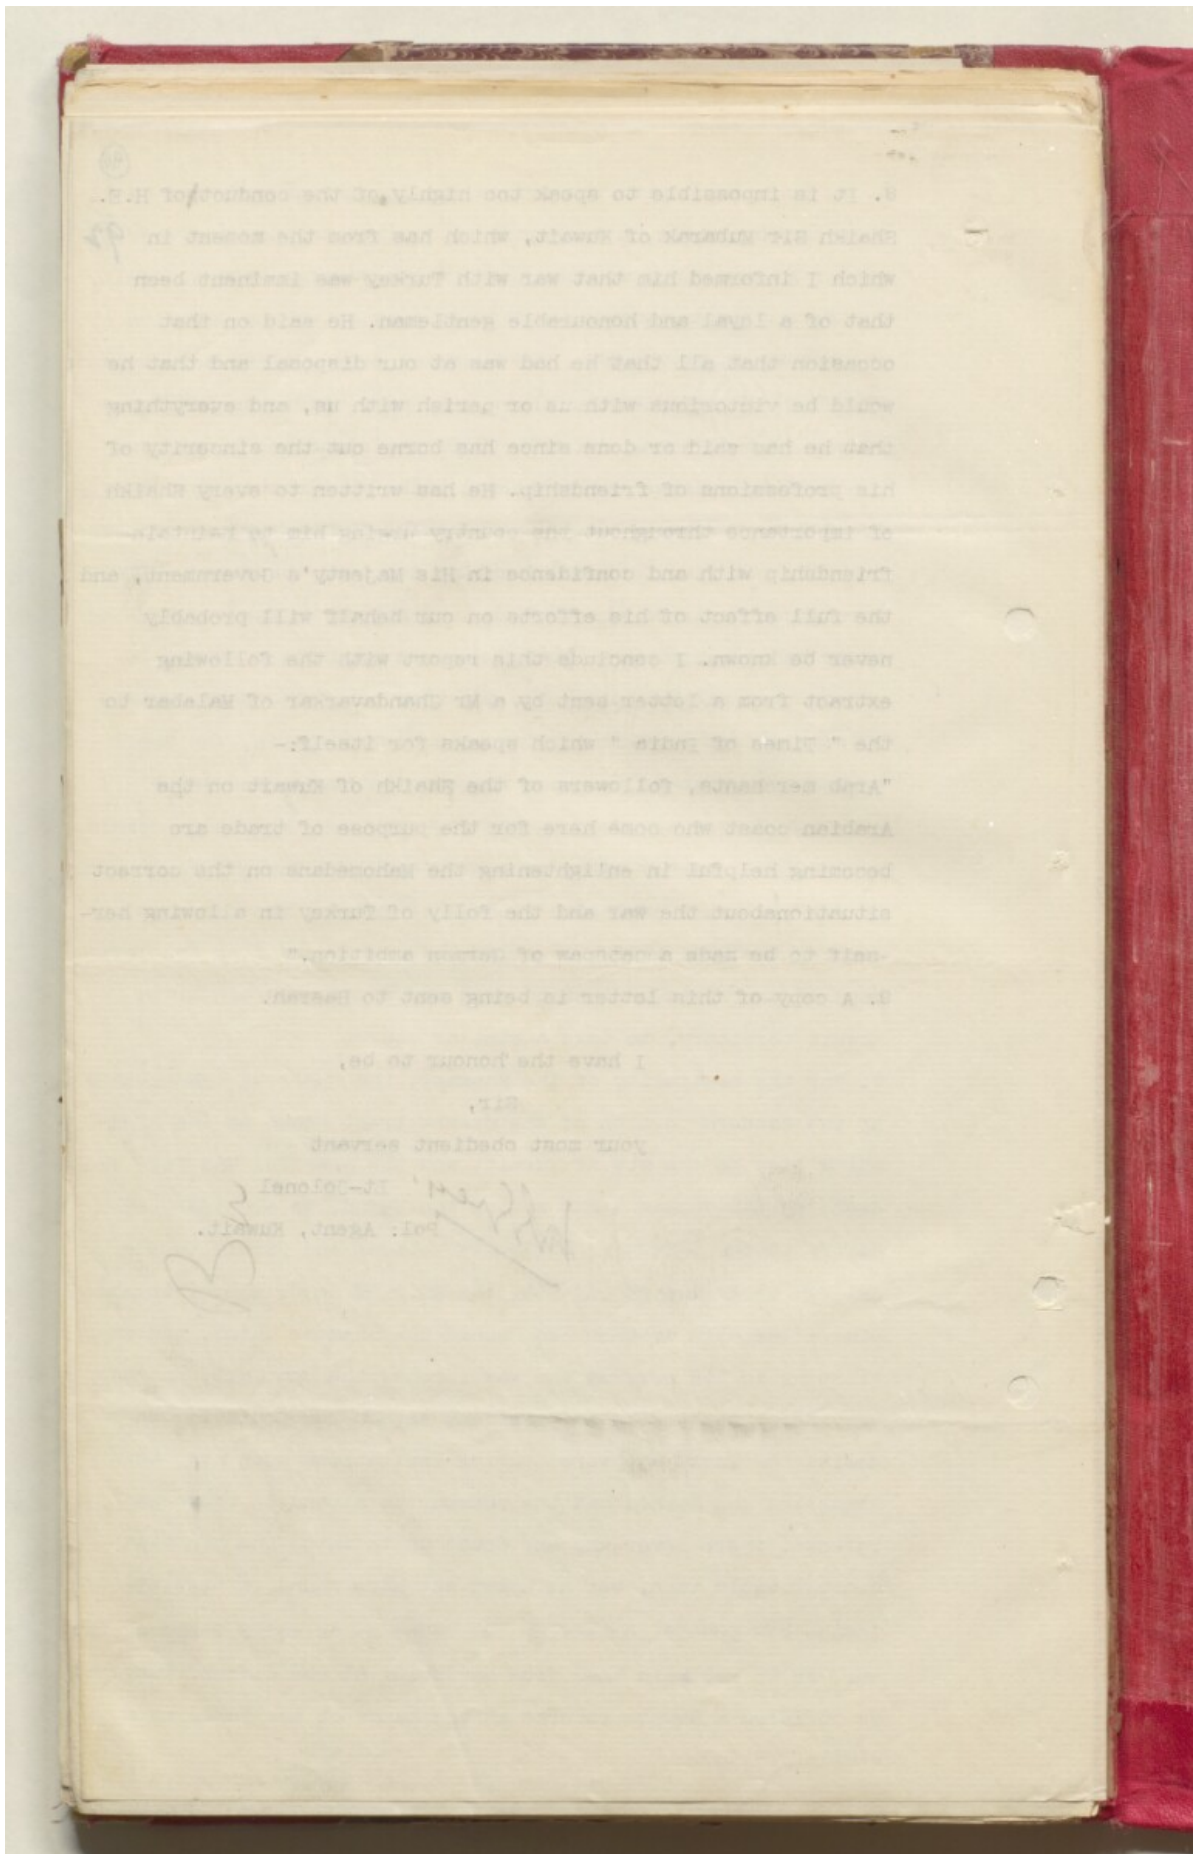 8. It is impossible to speak too highly of the conduct of H.E.
Shaikh Sir Mubarak of Kuwait, which has from the moment in
which I informed him that war with Turkey was iminent been
that of a loyal and honourable gentleman. He said on that
occasion that all that he had was at our disposal and that he
would be victorious with us or perish with us, and everything
that he has said or done since has borne out the sincerity of
his professions of friendship. He has written to every Shaikh
of importance throughout the country urging him to maintain
friendship with and confidence in His Majesty's Government, and
the full effect of his efforts on our behalf will probably
never be known. I conclude this report with the following
extract from a letter sent by a Mr Chandavarkar of Malabar to
the " Times of India " which speaks for itself:-
"Arab merchants, followers of the Shaikh of Kuwait on the
Arabian coast who come here for the purpose of trade are
becoming helpful in enlightening the Mahomedans on the correct
situationabout the war and the folly of Turkey in allowing her-
-self to be made a catspaw of German ambition."
9. A copy of this letter is being sent to Basrah.
I have the honour to be,
Sir,
your most obedient servant
Lt-Colonel
Pol: Agent, Kuwait.